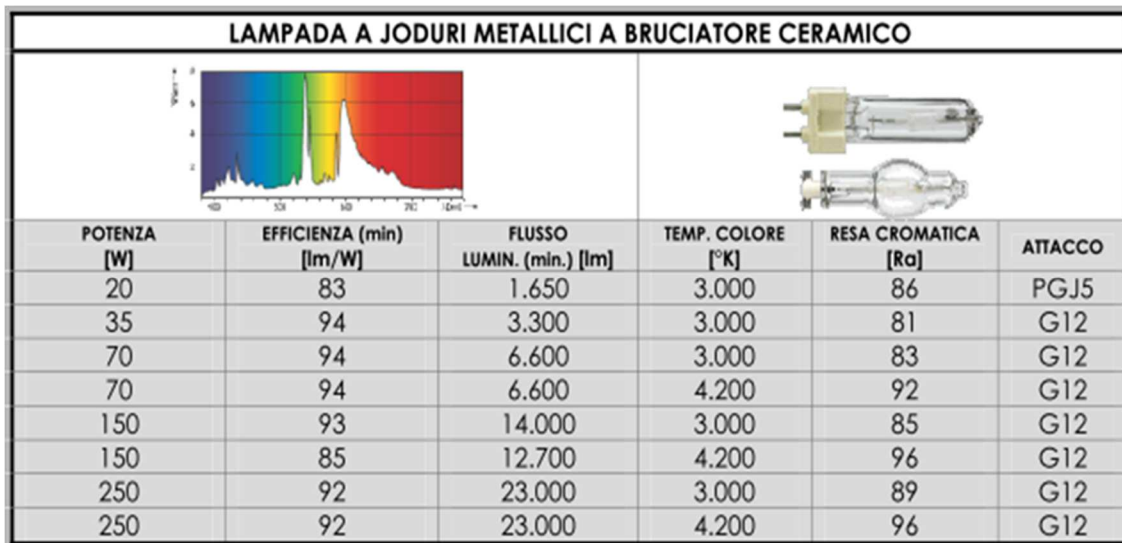 LAMPADA A JODURI METALLICI A BRUCIATORE CERAMICO
POTENZA [W] EFFICIENZA (min) [lm/W] FLUSSO LUMIN. (min.) [lm] TEMP. COLORE [°K] RESA CROMATICA [Ra] ATTACCO
20 83 1.650 3.000 86 PGJ5
35 94 3.300 3.000 81 G12
70 94 6.600 3.000 83 G12
70 94 6.600 4.200 92 G12
150 93 14.000 3.000 85 G12
150 85 12.700 4.200 96 G12
250 92 23.000 3.000 89 G12
250 92 23.000 4.200 96 G12